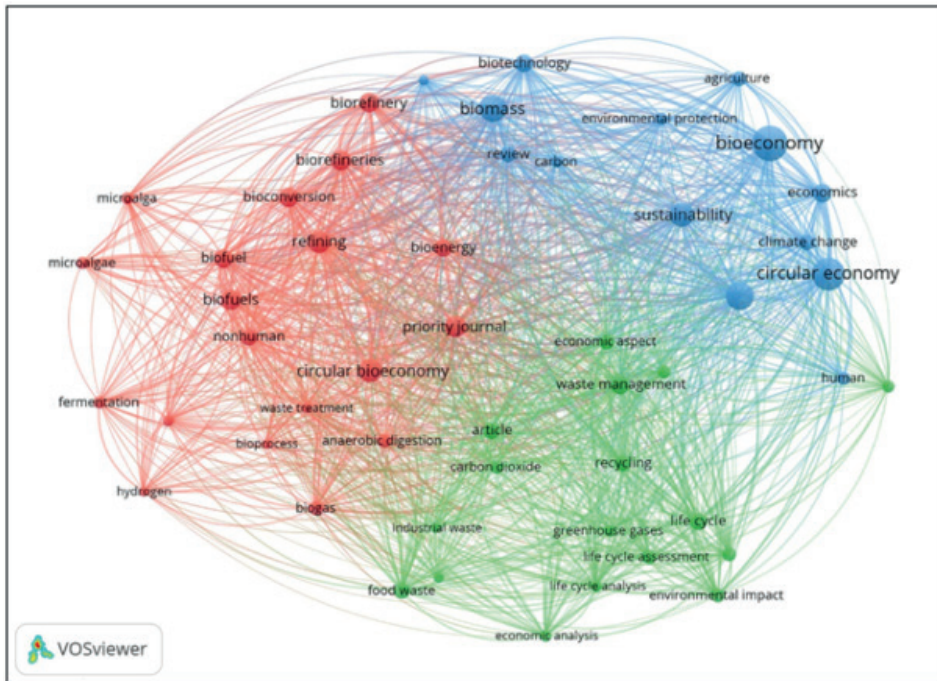 biotechnology
agriculture
biorefinery
biomass
environmental protection
bioeconomy
review
carbon
biorefineries
microalga
bioconversion
economics
sustainability
refining
bioenergy
climate change
microalgae
biofuel
circular economy
biofuels
priority journal
nonhuman
economic aspect
circular bioeconomy
waste management
human
fermentation
waste treatment
article
bioprocess
anaerobic digestion
carbon dioxide
recycling
hydrogen
biogas
industrial waste
greenhouse gases
life cycle
life cycle assessment
food waste
life cycle analysis
environmental impact
economic analysis
VOSviewer